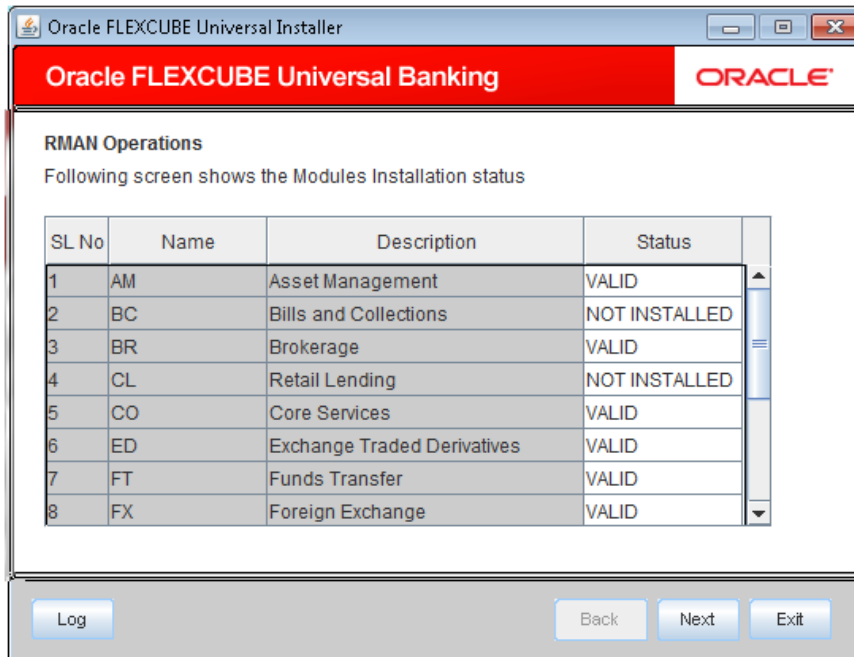 Oracle FLEXCUBE Universal Installer
Oracle FLEXCUBE Universal Banking
ORACLE
RMAN Operations
Following screen shows the Modules Installation status
SL No Name Description Status
1 AM Asset Management VALID
2 BC Bills and Collections NOT INSTALLED
3 BR Brokerage VALID
4 CL Retail Lending NOT INSTALLED
5 CO Core Services VALID
6 ED Exchange Traded Derivatives VALID
7 FT Funds Transfer VALID
8 FX Foreign Exchange VALID
Log Back Next Exit